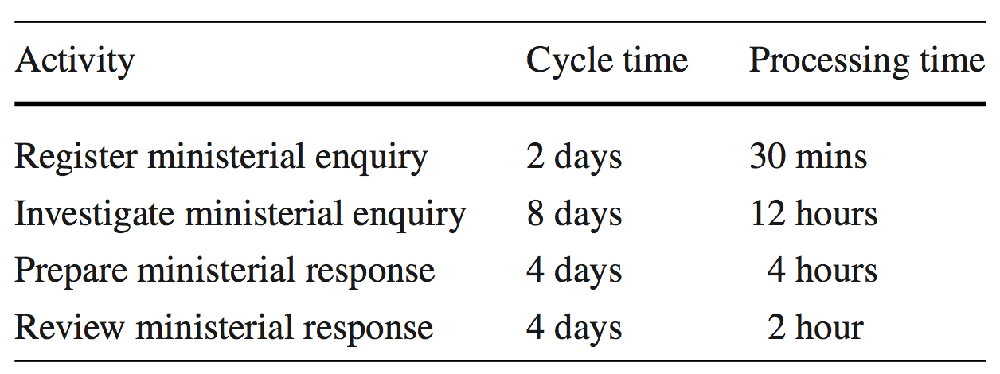 Activity Cycle time Processing time
Register ministerial enquiry 2 days 30 mins
Investigate ministerial enquiry 8 days 12 hours
Prepare ministerial response 4 days 4 hours
Review ministerial response 4 days 2 hour